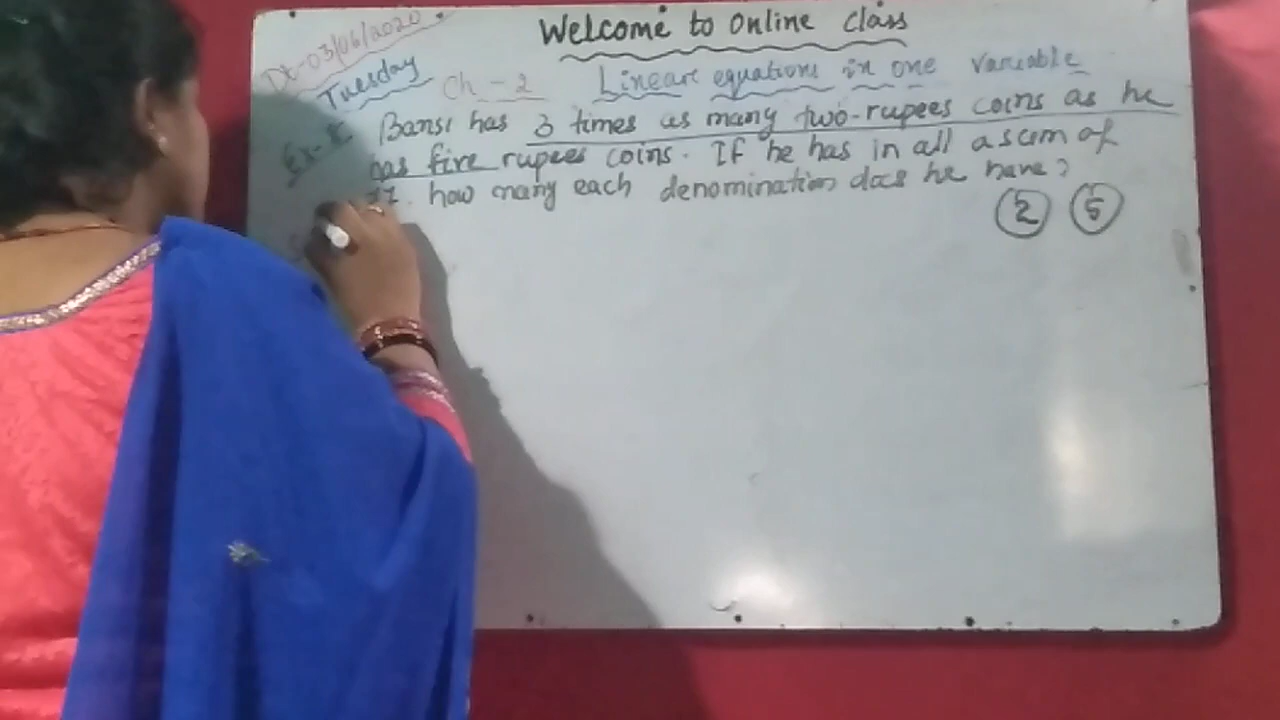 Welcome to Online Class
Dt-03/06/2020
Tuesday
Ch-2 Linear equations in one variable
Bansi has 3 times as many two-rupees coins as he
has five rupees coins. If he has in all a sum of
how many each denomination does he have?
2 5